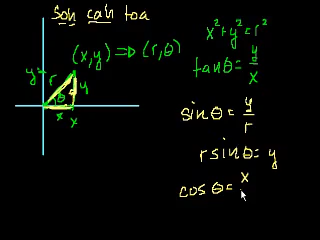 Soh cah toa
(x,y) => (r,θ)
y
r
θ
y
x
x
x² + y² = r²
tanθ = y/x
sinθ = y/r
r sinθ = y
cosθ = x